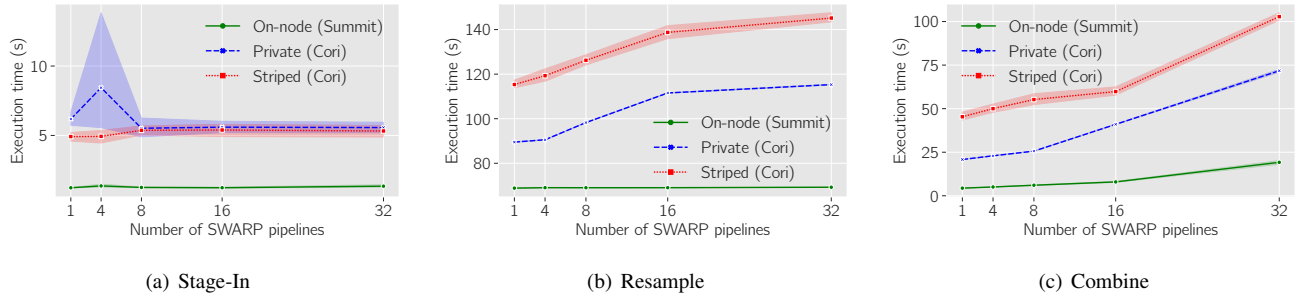 Execution time (s)
10
5
On-node (Summit)
Private (Cori)
Striped (Cori)
1 4 8 16 32
Number of SWARP pipelines
(a) Stage-In
Execution time (s)
140
120
100
80
On-node (Summit)
Private (Cori)
Striped (Cori)
1 4 8 16 32
Number of SWARP pipelines
(b) Resample
Execution time (s)
100
75
50
25
0
On-node (Summit)
Private (Cori)
Striped (Cori)
1 4 8 16 32
Number of SWARP pipelines
(c) Combine